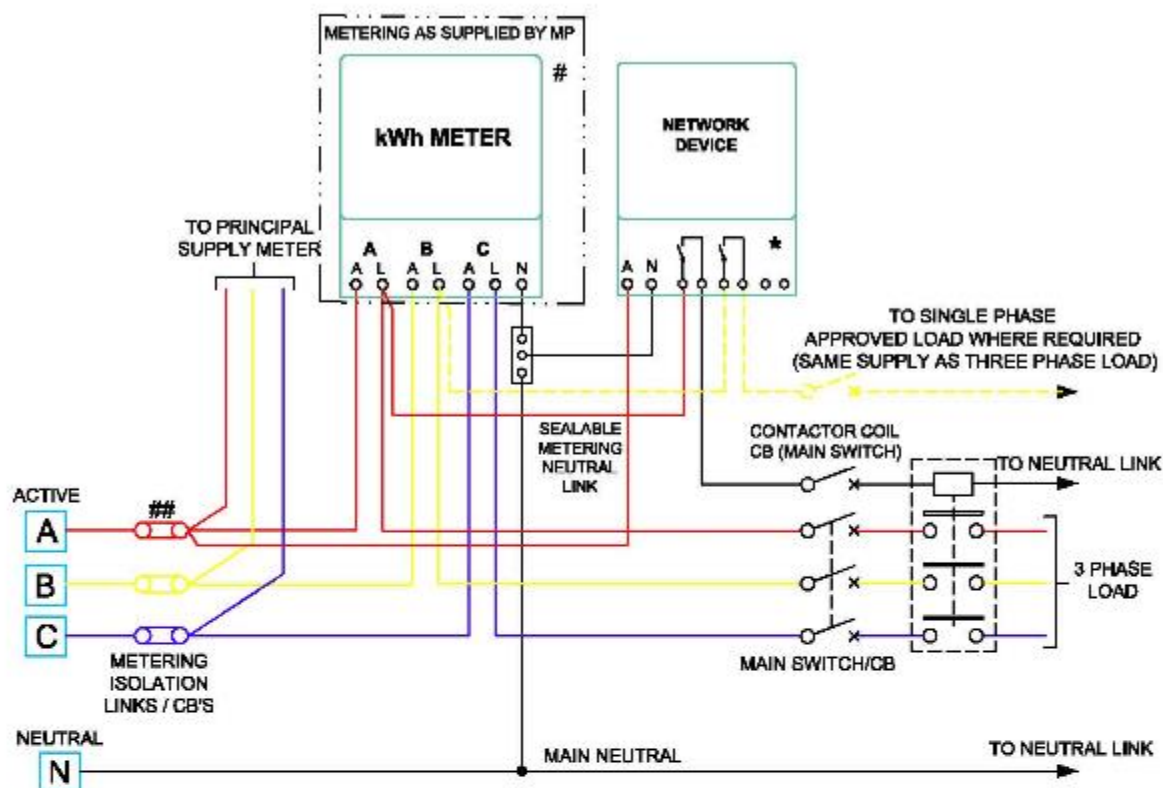 METERING AS SUPPLIED BY MP
#
kWh METER
NETWORK
DEVICE
TO PRINCIPAL
SUPPLY METER
A B C
A L A L A L N
*
A N
TO SINGLE PHASE
APPROVED LOAD WHERE REQUIRED
(SAME SUPPLY AS THREE PHASE LOAD)
SEALABLE
METERING
NEUTRAL
LINK
CONTACTOR COIL
CB (MAIN SWITCH)
TO NEUTRAL LINK
ACTIVE
##
A
B
C
3 PHASE
LOAD
METERING
ISOLATION
LINKS / CB'S
MAIN SWITCH/CB
NEUTRAL
N
MAIN NEUTRAL
TO NEUTRAL LINK